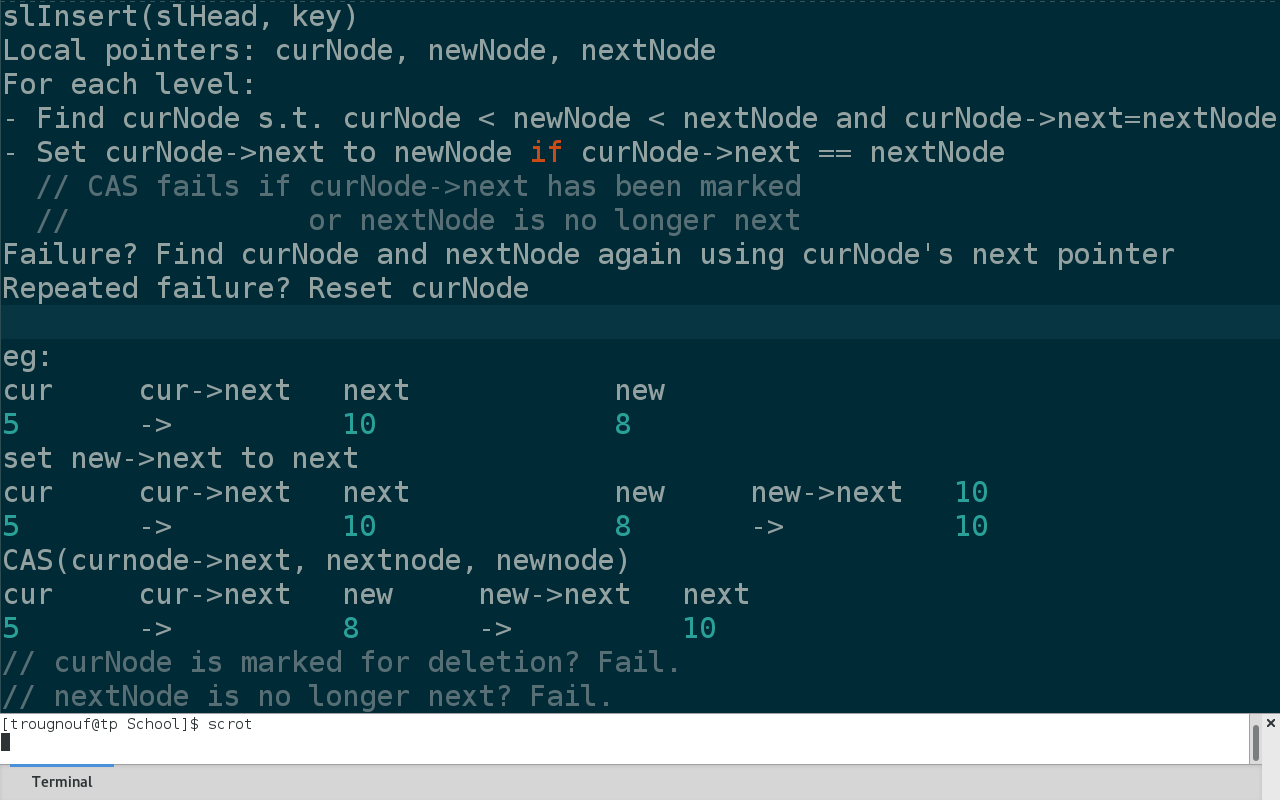 slInsert(slHead, key)
Local pointers: curNode, newNode, nextNode
For each level:
- Find curNode s.t. curNode < newNode < nextNode and curNode->next=nextNode
- Set curNode->next to newNode if curNode->next == nextNode
  // CAS fails if curNode->next has been marked
  //              or nextNode is no longer next
Failure? Find curNode and nextNode again using curNode's next pointer
Repeated failure? Reset curNode
eg:
cur     cur->next   next            new
5       ->          10              8
set new->next to next
cur     cur->next   next            new     new->next   10
5       ->          10              8       ->          10
CAS(curnode->next, nextnode, newnode)
cur     cur->next   new     new->next   next
5       ->          8       ->          10
// curNode is marked for deletion? Fail.
// nextNode is no longer next? Fail.
[trougnouf@tp School]$ scrot
Terminal